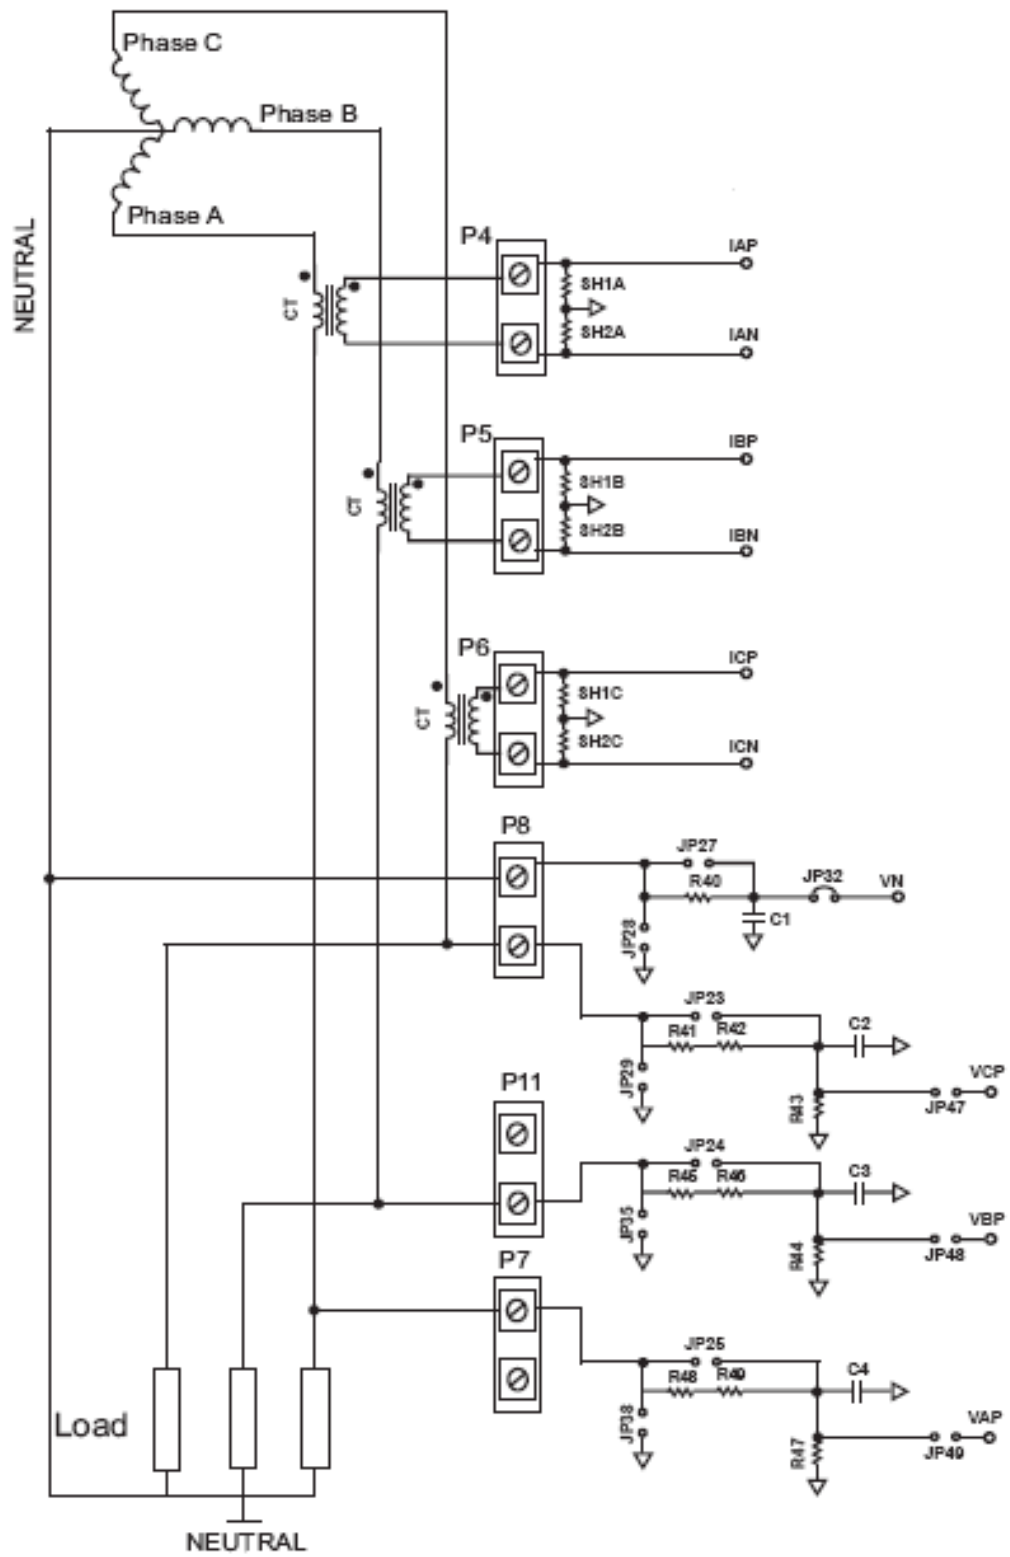 Phase C
Phase B
NEUTRAL
Phase A
P4
IAP
SH1A
CT
SH2A
IAN
P5
IBP
SH1B
CT
SH2B
IBN
P6
ICP
SH1C
CT
SH2C
ICN
P8
JP27
R40
JP32
VN
C1
JP28
JP23
R41
R42
C2
JP29
VCP
R43
JP47
P11
JP24
R45
R46
C3
JP35
VBP
R44
JP48
P7
JP25
R48
R49
C4
Load
JP38
VAP
R47
JP49
NEUTRAL